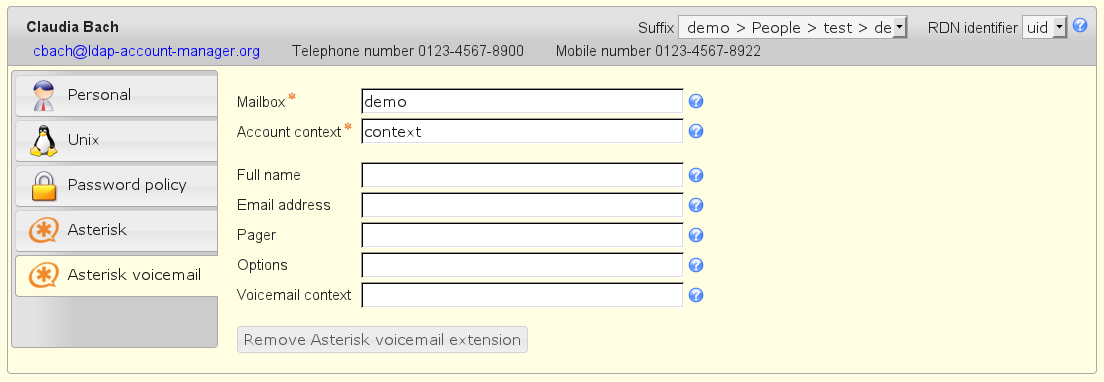 Claudia Bach
Suffix demo > People > test > de RDN identifier uid
cbach@ldap-account-manager.org Telephone number 0123-4567-8900 Mobile number 0123-4567-8922
Personal
Unix
Password policy
Asterisk
Asterisk voicemail
Mailbox * demo
Account context * context
Full name
Email address
Pager
Options
Voicemail context
Remove Asterisk voicemail extension